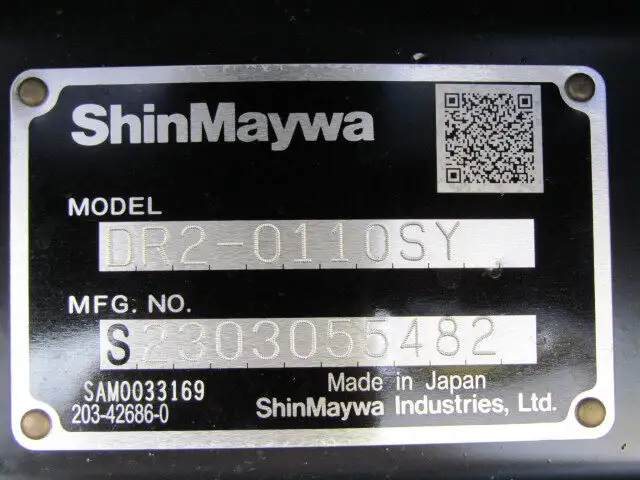 ShinMaywa
MODEL
DR2-0110SY
MFG. NO.
S2303055482
SAM0033169
203-42686-0
Made in Japan
ShinMaywa Industries, Ltd.